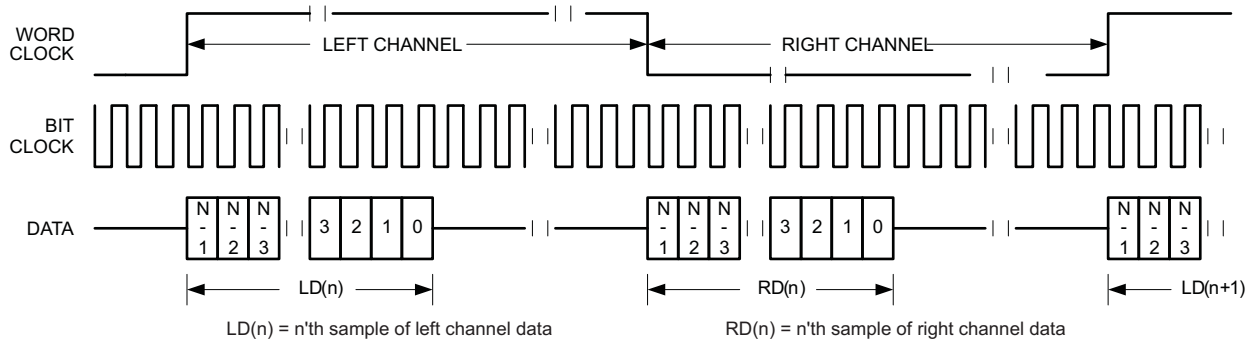 WORD
CLOCK
LEFT CHANNEL
RIGHT CHANNEL
BIT
CLOCK
DATA
N
-
1
N
-
2
N
-
3
3 2 1 0
N
-
1
N
-
2
N
-
3
3 2 1 0
N
-
1
N
-
2
N
-
3
LD(n)
RD(n)
LD(n+1)
LD(n) = n'th sample of left channel data
RD(n) = n'th sample of right channel data